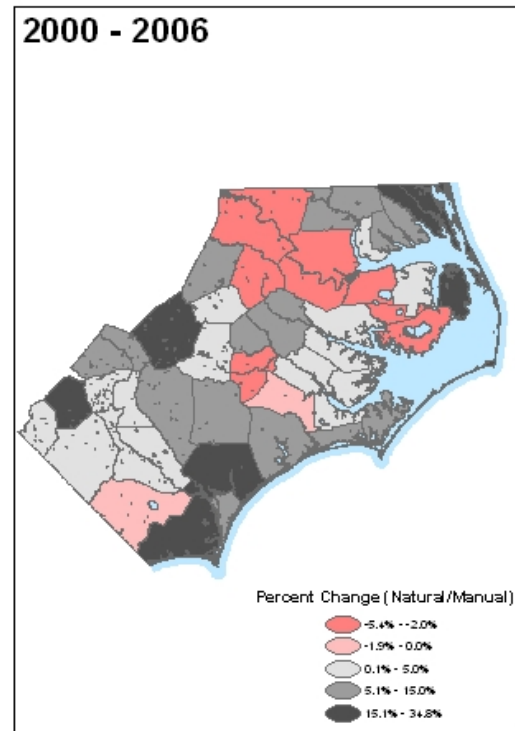 2000 - 2006
Percent Change (Natural/Manual)
-5.4% - -2.0%
-1.9% - 0.0%
0.1% - 5.0%
5.1% - 15.0%
15.1% - 34.8%